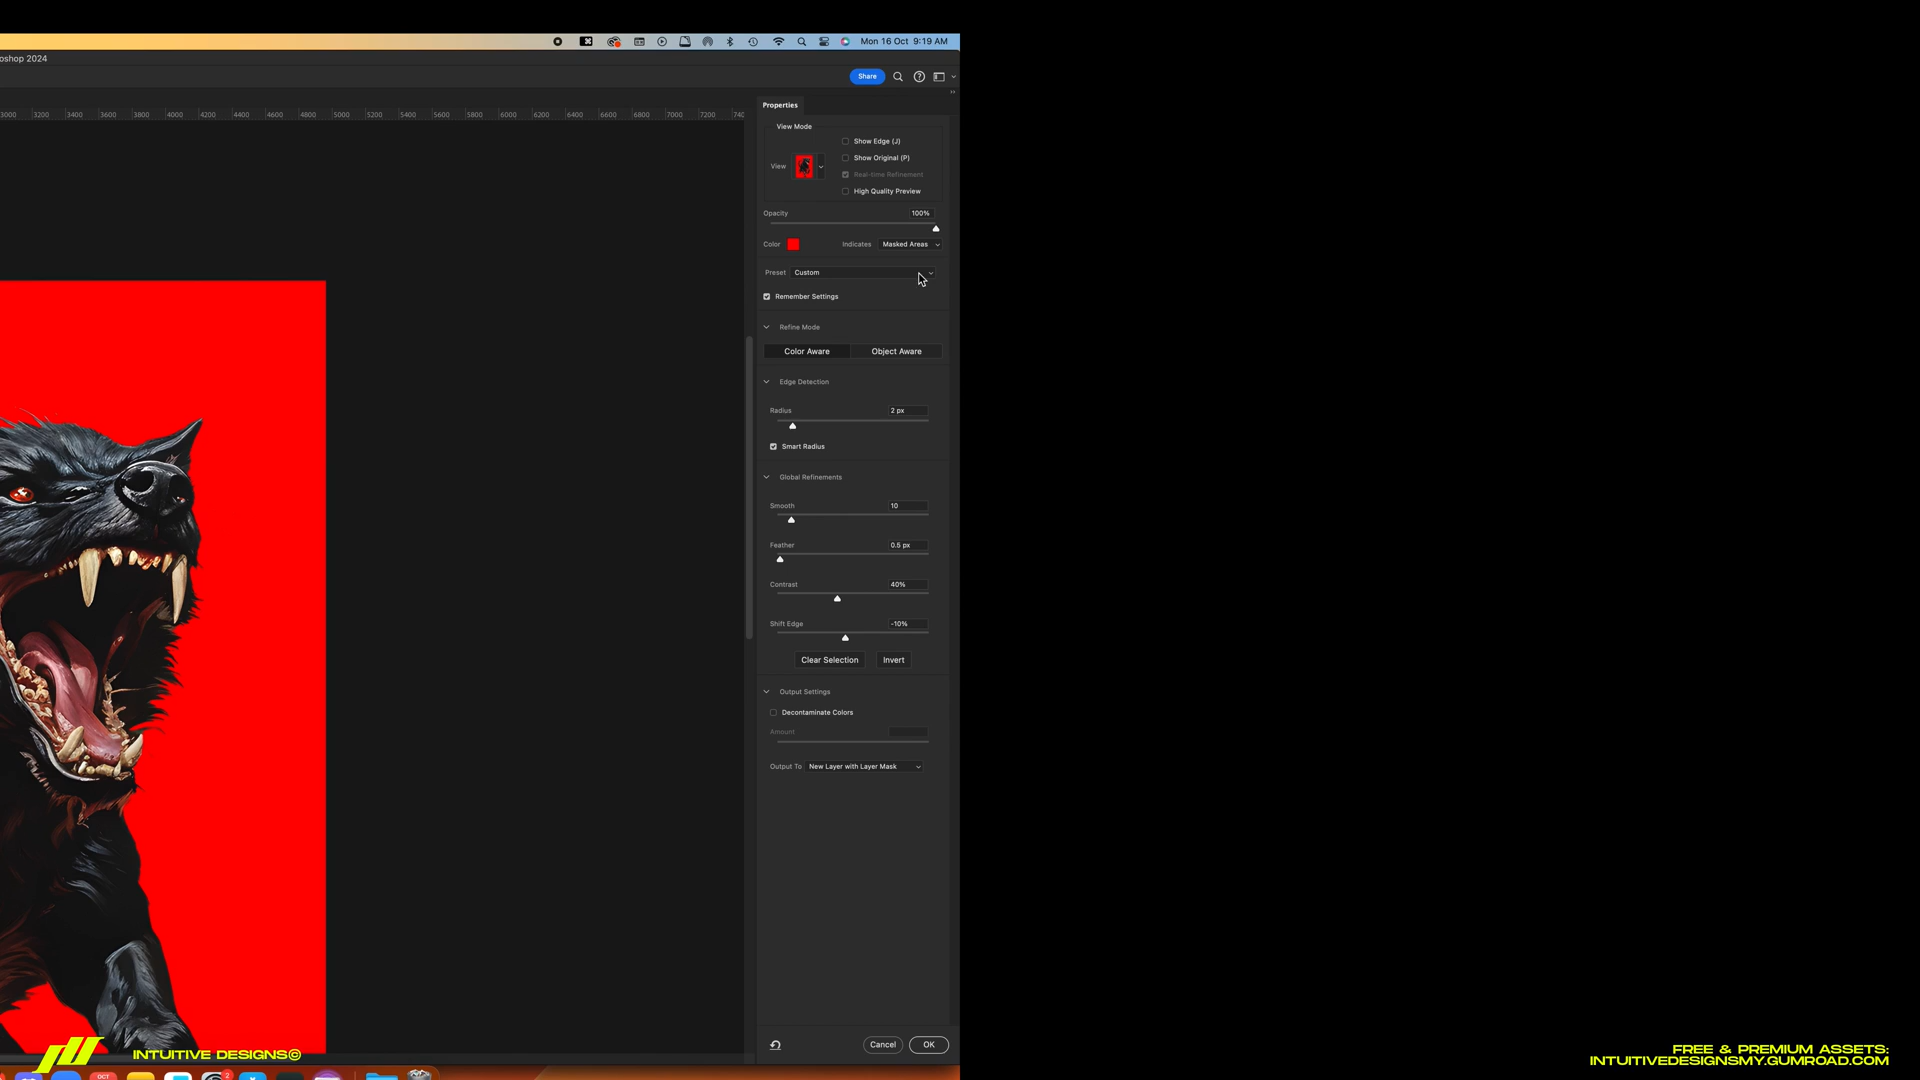 Mon 16 Oct 9:19 AM
oshop 2024
Share
3000 3200 3400 3600 3800 4000 4200 4400 4600 4800 5000 5200 5400 5600 5800 6000 6200 6400 6600 6800 7000 7200 740
Properties
View Mode
Show Edge (J)
View
Show Original (P)
Real-time Refinement
High Quality Preview
Opacity 100%
Color Indicates Masked Areas
Preset Custom
Remember Settings
Refine Mode
Color Aware Object Aware
Edge Detection
Radius 2 px
Smart Radius
Global Refinements
Smooth 10
Feather 0.5 px
Contrast 40%
Shift Edge -10%
Clear Selection Invert
Output Settings
Decontaminate Colors
Amount
Output To New Layer with Layer Mask
Cancel OK
INTUITIVE DESIGNS©
OCT
2
FREE & PREMIUM ASSETS:
INTUITIVEDESIGNSMY.GUMROAD.COM